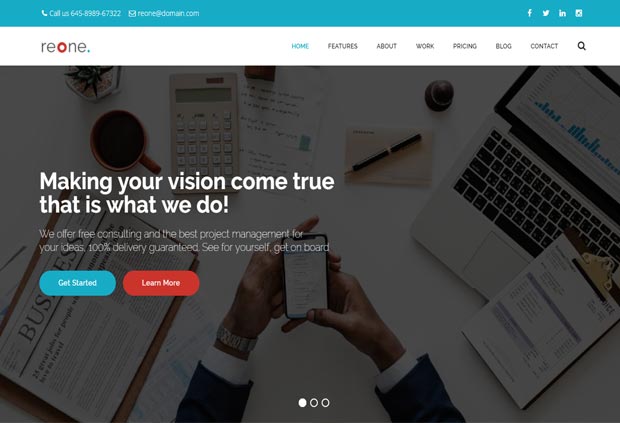 Call us 645-8989-67322 reone@domain.com
reone.
HOME FEATURES ABOUT WORK PRICING BLOG CONTACT
Making your vision come true
that is what we do!
We offer free consulting and the best project management for
your ideas, 100% delivery guaranteed, See for yourself, get on board
Get Started Learn More
BUSINESS